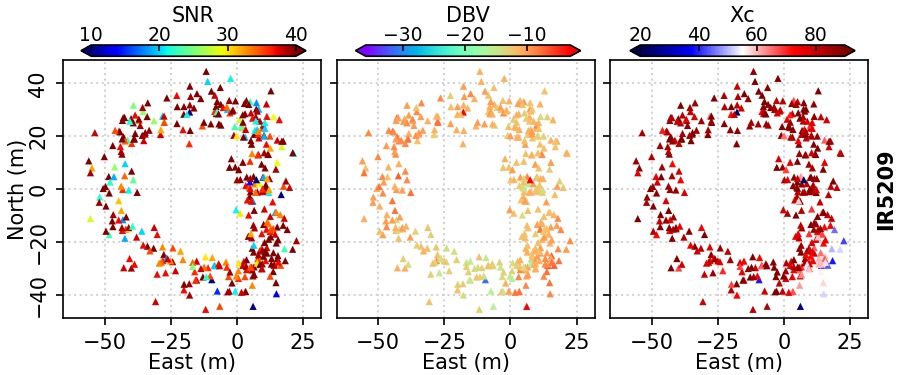 SNR DBV Xc
10 20 30 40 −30 −20 −10 20 40 60 80
40
20
0
−20
−40
North (m)
IR5209
−50 −25 0 25 −50 −25 0 25 −50 −25 0 25
East (m) East (m) East (m)